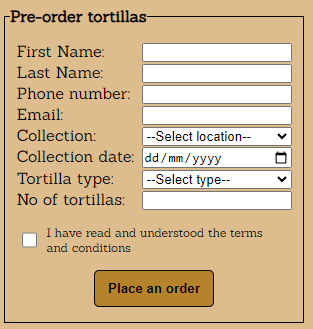 Pre-order tortillas
First Name:
Last Name:
Phone number:
Email:
Collection: --Select location--
Collection date: dd/mm/yyyy
Tortilla type: --Select type--
No of tortillas:
I have read and understood the terms
and conditions
Place an order